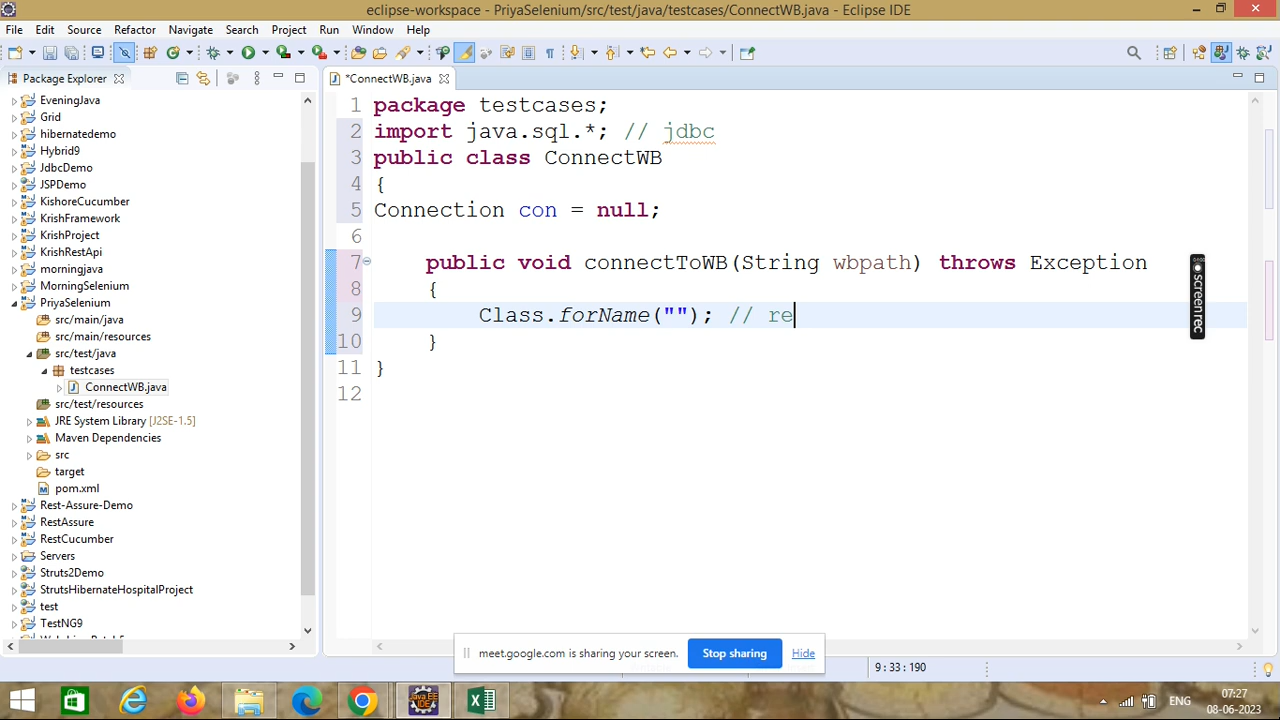 eclipse-workspace - PriyaSelenium/src/test/java/testcases/ConnectWB.java - Eclipse IDE
File Edit Source Refactor Navigate Search Project Run Window Help
Package Explorer
*ConnectWB.java
EveningJava
Grid
hibernatedemo
Hybrid9
JdbcDemo
JSPDemo
KishoreCucumber
KrishFramework
KrishProject
KrishRestApi
morningjava
MorningSelenium
PriyaSelenium
src/main/java
src/main/resources
src/test/java
testcases
ConnectWB.java
src/test/resources
JRE System Library [J2SE-1.5]
Maven Dependencies
src
target
pom.xml
Rest-Assure-Demo
RestAssure
RestCucumber
Servers
Struts2Demo
StrutsHibernateHospitalProject
test
TestNG9
1 package testcases;
2 import java.sql.*; // jdbc
3 public class ConnectWB
4 {
5 Connection con = null;
6
7 public void connectToWB(String wbpath) throws Exception
8 {
9 Class.forName(""); // re
10 }
11 }
12
screenrec
meet.google.com is sharing your screen. Stop sharing Hide
9 : 33 : 190
Java EE IDE
ENG
07:27
08-06-2023